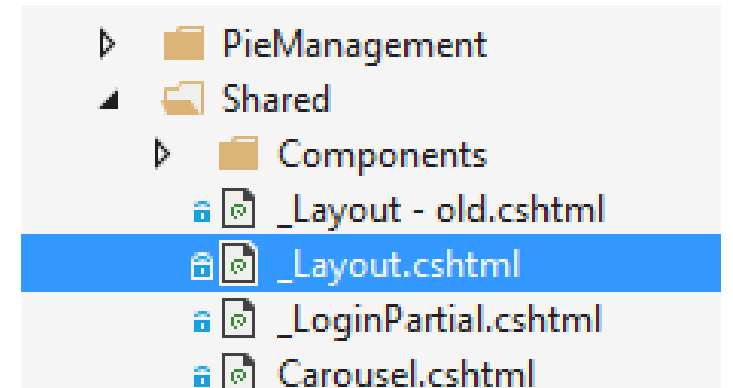 PieManagement
Shared
Components
_Layout - old.cshtml
_Layout.cshtml
_LoginPartial.cshtml
Carousel.cshtml